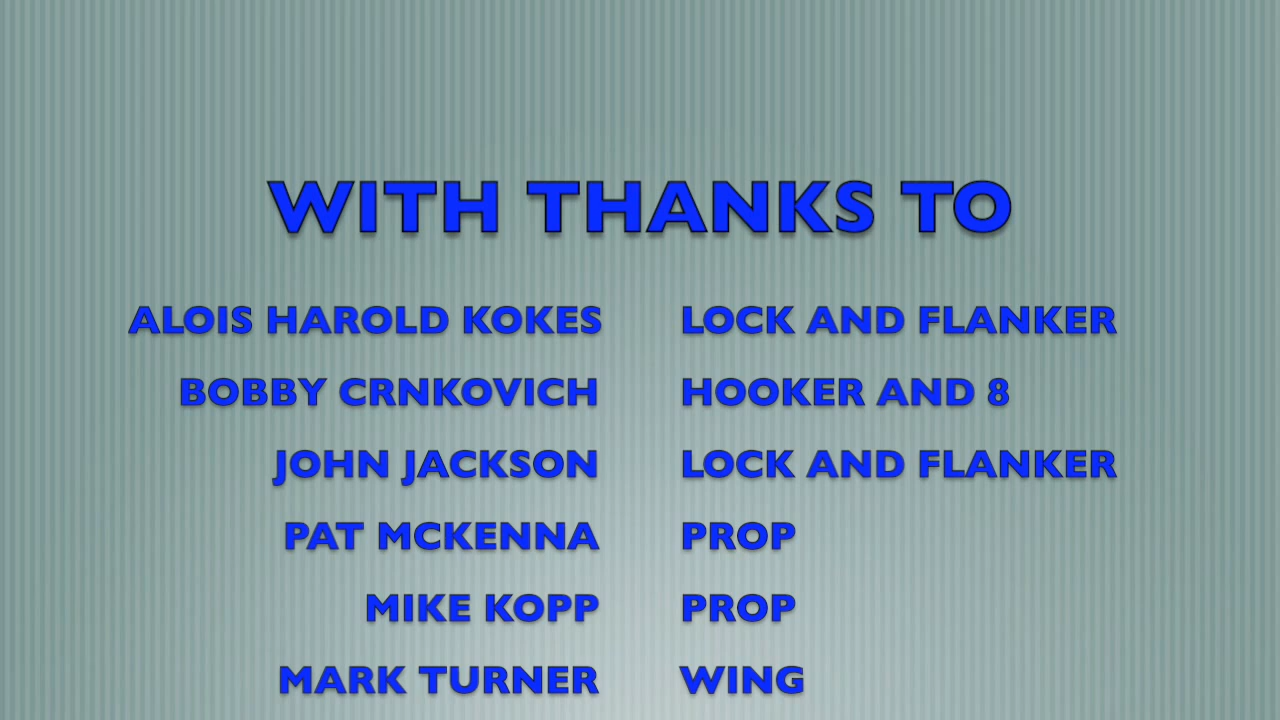 WITH THANKS TO
ALOIS HAROLD KOKES LOCK AND FLANKER
BOBBY CRNKOVICH HOOKER AND 8
JOHN JACKSON LOCK AND FLANKER
PAT MCKENNA PROP
MIKE KOPP PROP
MARK TURNER WING